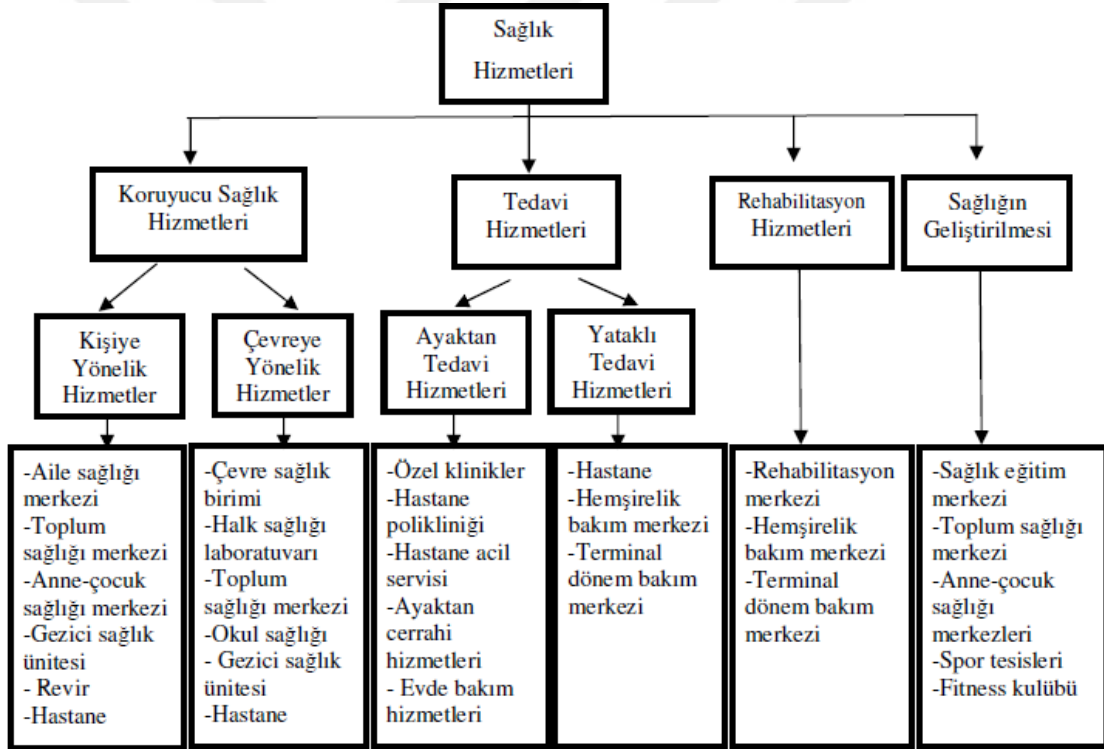 Sağlık
Hizmetleri
Koruyucu Sağlık
Hizmetleri
Tedavi
Hizmetleri
Rehabilitasyon
Hizmetleri
Sağlığın
Geliştirilmesi
Kişiye
Yönelik
Hizmetler
Çevreye
Yönelik
Hizmetler
Ayaktan
Tedavi
Hizmetleri
Yataklı
Tedavi
Hizmetleri
-Aile sağlığı
merkezi
-Toplum
sağlığı merkezi
-Anne-çocuk
sağlığı merkezi
-Gezici sağlık
ünitesi
- Revir
-Hastane
-Çevre sağlık
birimi
-Halk sağlığı
laboratuvarı
-Toplum
sağlığı merkezi
-Okul sağlığı
- Gezici sağlık
ünitesi
-Hastane
-Özel klinikler
-Hastane
polikliniği
-Hastane acil
servisi
-Ayaktan
cerrahi
hizmetleri
- Evde bakım
hizmetleri
-Hastane
-Hemşirelik
bakım merkezi
-Terminal
dönem bakım
merkezi
-Rehabilitasyon
merkezi
-Hemşirelik
bakım merkezi
-Terminal
dönem bakım
merkezi
-Sağlık eğitim
merkezi
-Toplum sağlığı
merkezi
-Anne-çocuk
sağlığı
merkezleri
-Spor tesisleri
-Fitness kulübü